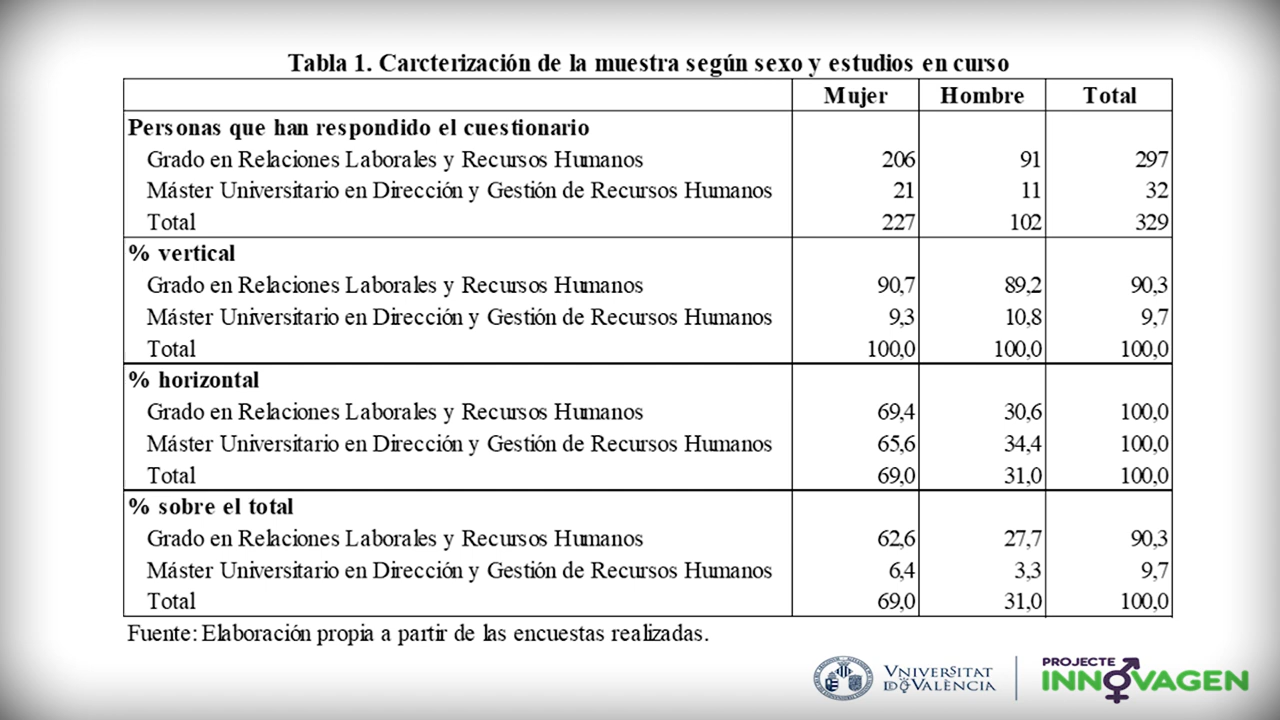 Tabla 1. Carcterización de la muestra según sexo y estudios en curso
Mujer Hombre Total
Personas que han respondido el cuestionario
Grado en Relaciones Laborales y Recursos Humanos 206 91 297
Máster Universitario en Dirección y Gestión de Recursos Humanos 21 11 32
Total 227 102 329
% vertical
Grado en Relaciones Laborales y Recursos Humanos 90,7 89,2 90,3
Máster Universitario en Dirección y Gestión de Recursos Humanos 9,3 10,8 9,7
Total 100,0 100,0 100,0
% horizontal
Grado en Relaciones Laborales y Recursos Humanos 69,4 30,6 100,0
Máster Universitario en Dirección y Gestión de Recursos Humanos 65,6 34,4 100,0
Total 69,0 31,0 100,0
% sobre el total
Grado en Relaciones Laborales y Recursos Humanos 62,6 27,7 90,3
Máster Universitario en Dirección y Gestión de Recursos Humanos 6,4 3,3 9,7
Total 69,0 31,0 100,0
Fuente: Elaboración propia a partir de las encuestas realizadas.
VNIVERSITAT
DE VALÈNCIA
PROJECTE
INNOVAGEN